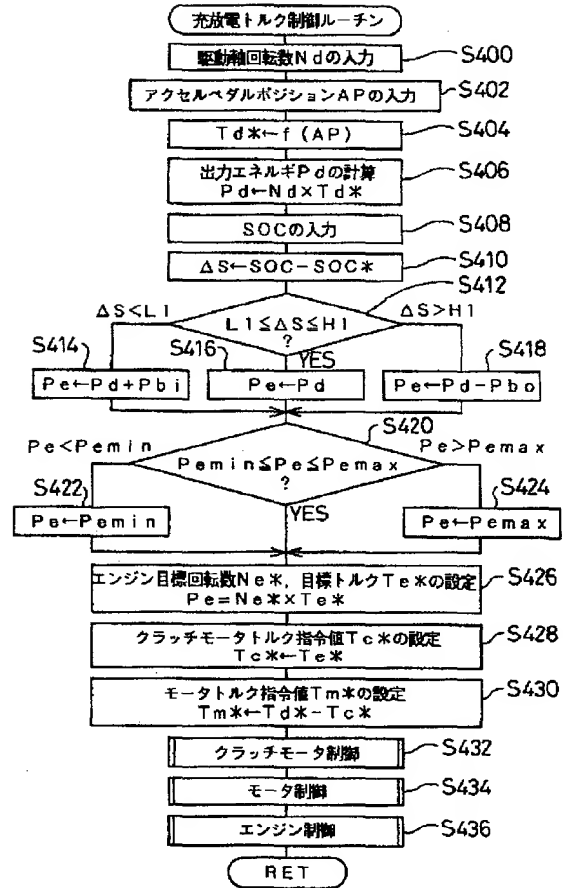 充放電トルク制御ルーチン
駆動軸回転数Ndの入力
S400
アクセルペダルポジションAPの入力
S402
Td*←f(AP)
S404
出力エネルギPdの計算
Pd←Nd×Td*
S406
SOCの入力
S408
ΔS←SOC-SOC*
S410
S412
ΔS<L1
L1≦ΔS≦H1
?
ΔS>H1
YES
S414
S416
S418
Pe←Pd+Pbi
Pe←Pd
Pe←Pd-Pbo
S420
Pe<Pemin
Pemin≦Pe≦Pemax
?
Pe>Pemax
YES
S422
S424
Pe←Pemin
Pe←Pemax
エンジン目標回転数Ne*,目標トルクTe*の設定
Pe=Ne*×Te*
S426
クラッチモータトルク指令値Tc*の設定
Tc*←Te*
S428
モータトルク指令値Tm*の設定
Tm*←Td*-Tc*
S430
クラッチモータ制御
S432
モータ制御
S434
エンジン制御
S436
RET